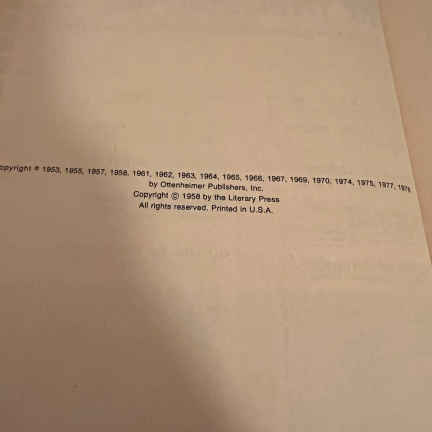 opyright © 1953, 1955, 1957, 1958, 1961, 1962, 1963, 1964, 1965, 1966, 1967, 1969, 1970, 1974, 1975, 1977, 1978
by Ottenheimer Publishers, Inc.
Copyright © 1958 by the Literary Press
All rights reserved. Printed in U.S.A.